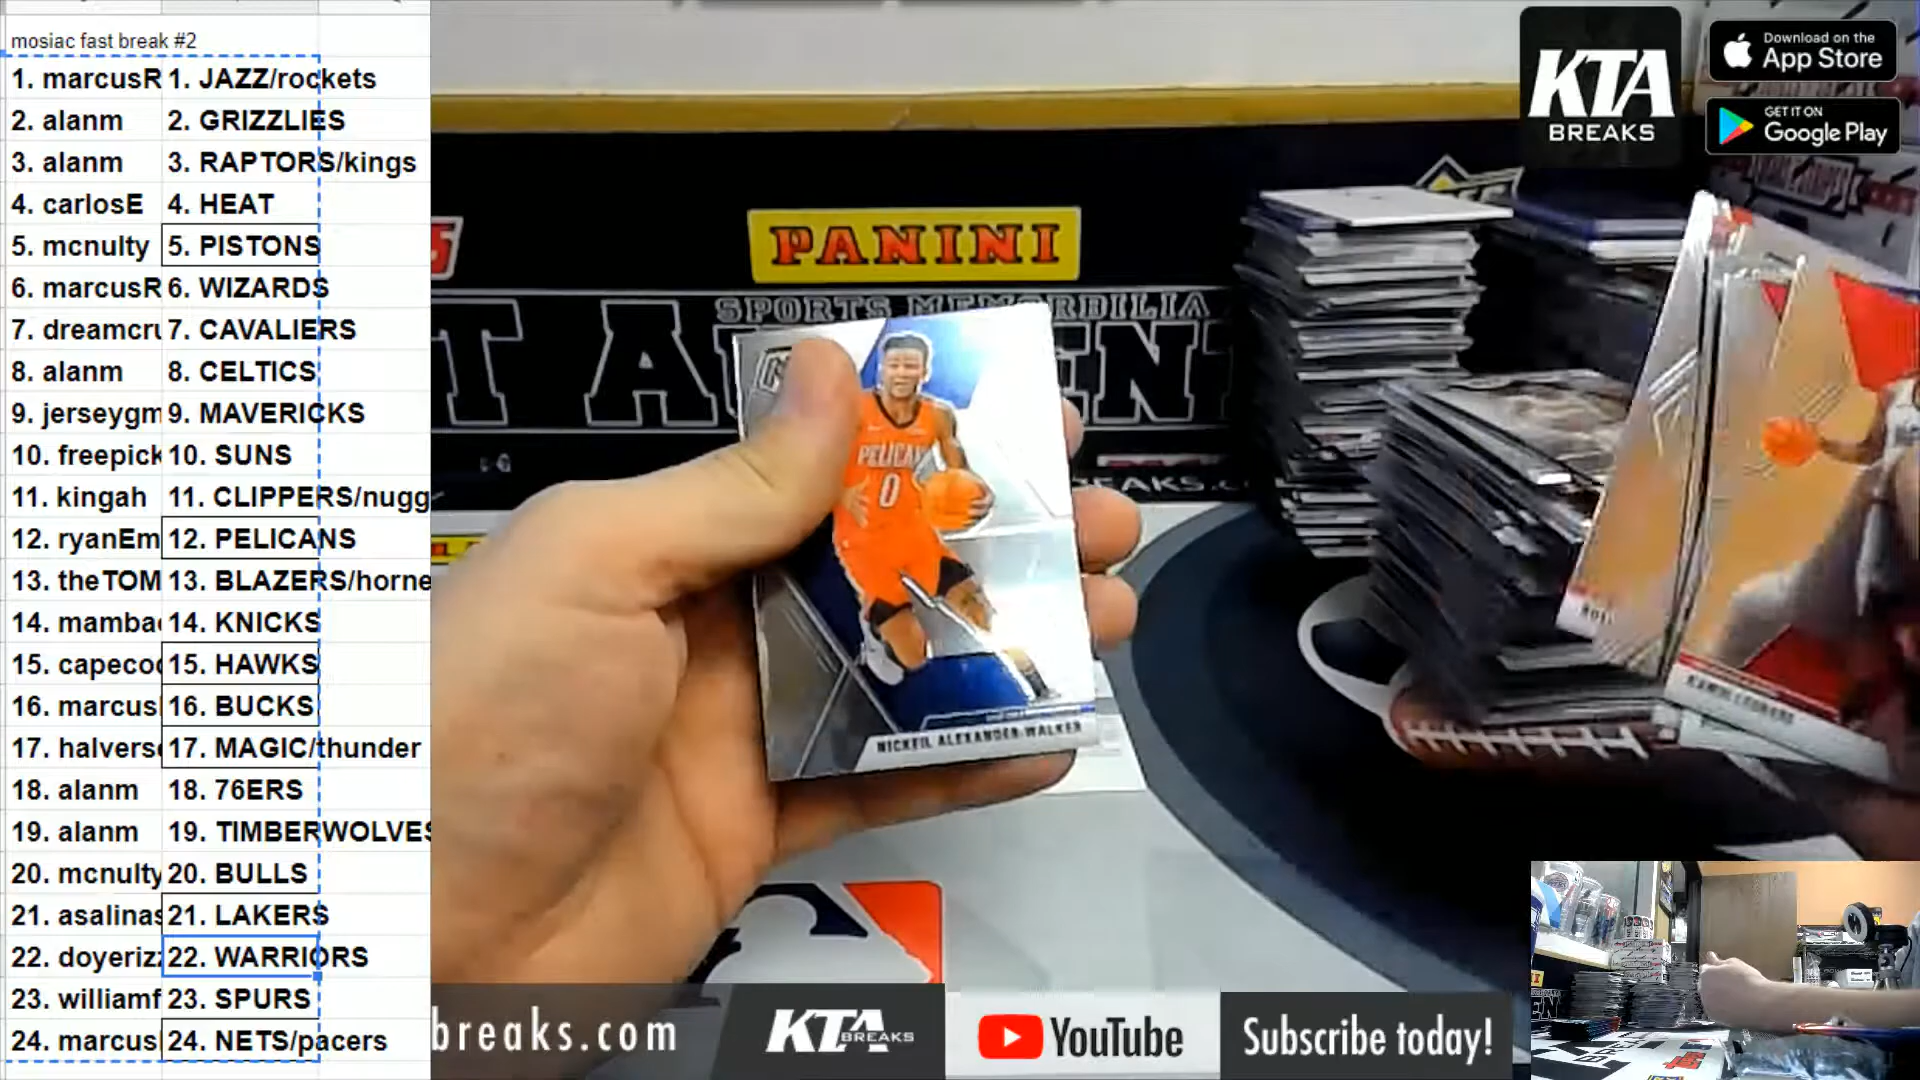 mosiac fast break #2
1. marcusR 1. JAZZ/rockets
2. alanm 2. GRIZZLIES
3. alanm 3. RAPTORS/kings
4. carlosE 4. HEAT
5. mcnulty 5. PISTONS
6. marcusR 6. WIZARDS
7. dreamcru 7. CAVALIERS
8. alanm 8. CELTICS
9. jerseygm 9. MAVERICKS
10. freepick 10. SUNS
11. kingah 11. CLIPPERS/nugg
12. ryanEm 12. PELICANS
13. theTOM 13. BLAZERS/horne
14. mamba 14. KNICKS
15. capecod 15. HAWKS
16. marcus 16. BUCKS
17. halvers 17. MAGIC/thunder
18. alanm 18. 76ERS
19. alanm 19. TIMBERWOLVES
20. mcnulty 20. BULLS
21. asalinas 21. LAKERS
22. doyeriz 22. WARRIORS
23. williamf 23. SPURS
24. marcus 24. NETS/pacers
KTA
BREAKS
Download on the
App Store
GET IT ON
Google Play
PANINI
SPORTS MEMORDILIA
PELICAN
0
NICKEIL ALEXANDER-WALKER
breaks.com
KTA BREAKS
YouTube
Subscribe today!